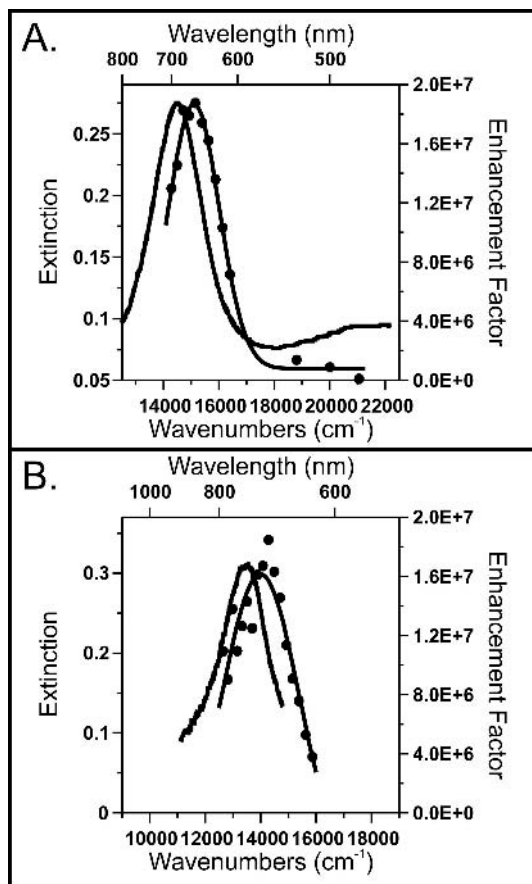 A.
Wavelength (nm)
800 700 600 500
0.25
0.2
0.15
0.1
0.05
Extinction
2.0E+7
1.6E+7
1.2E+7
8.0E+6
4.0E+6
0.0E+0
Enhancement Factor
14000 16000 18000 20000 22000
Wavenumbers (cm-1)
B.
Wavelength (nm)
1000 800 600
0.3
0.2
0.1
0
Extinction
2.0E+7
1.6E+7
1.2E+7
8.0E+6
4.0E+6
0.0E+0
Enhancement Factor
10000 12000 14000 16000 18000
Wavenumbers (cm-1)